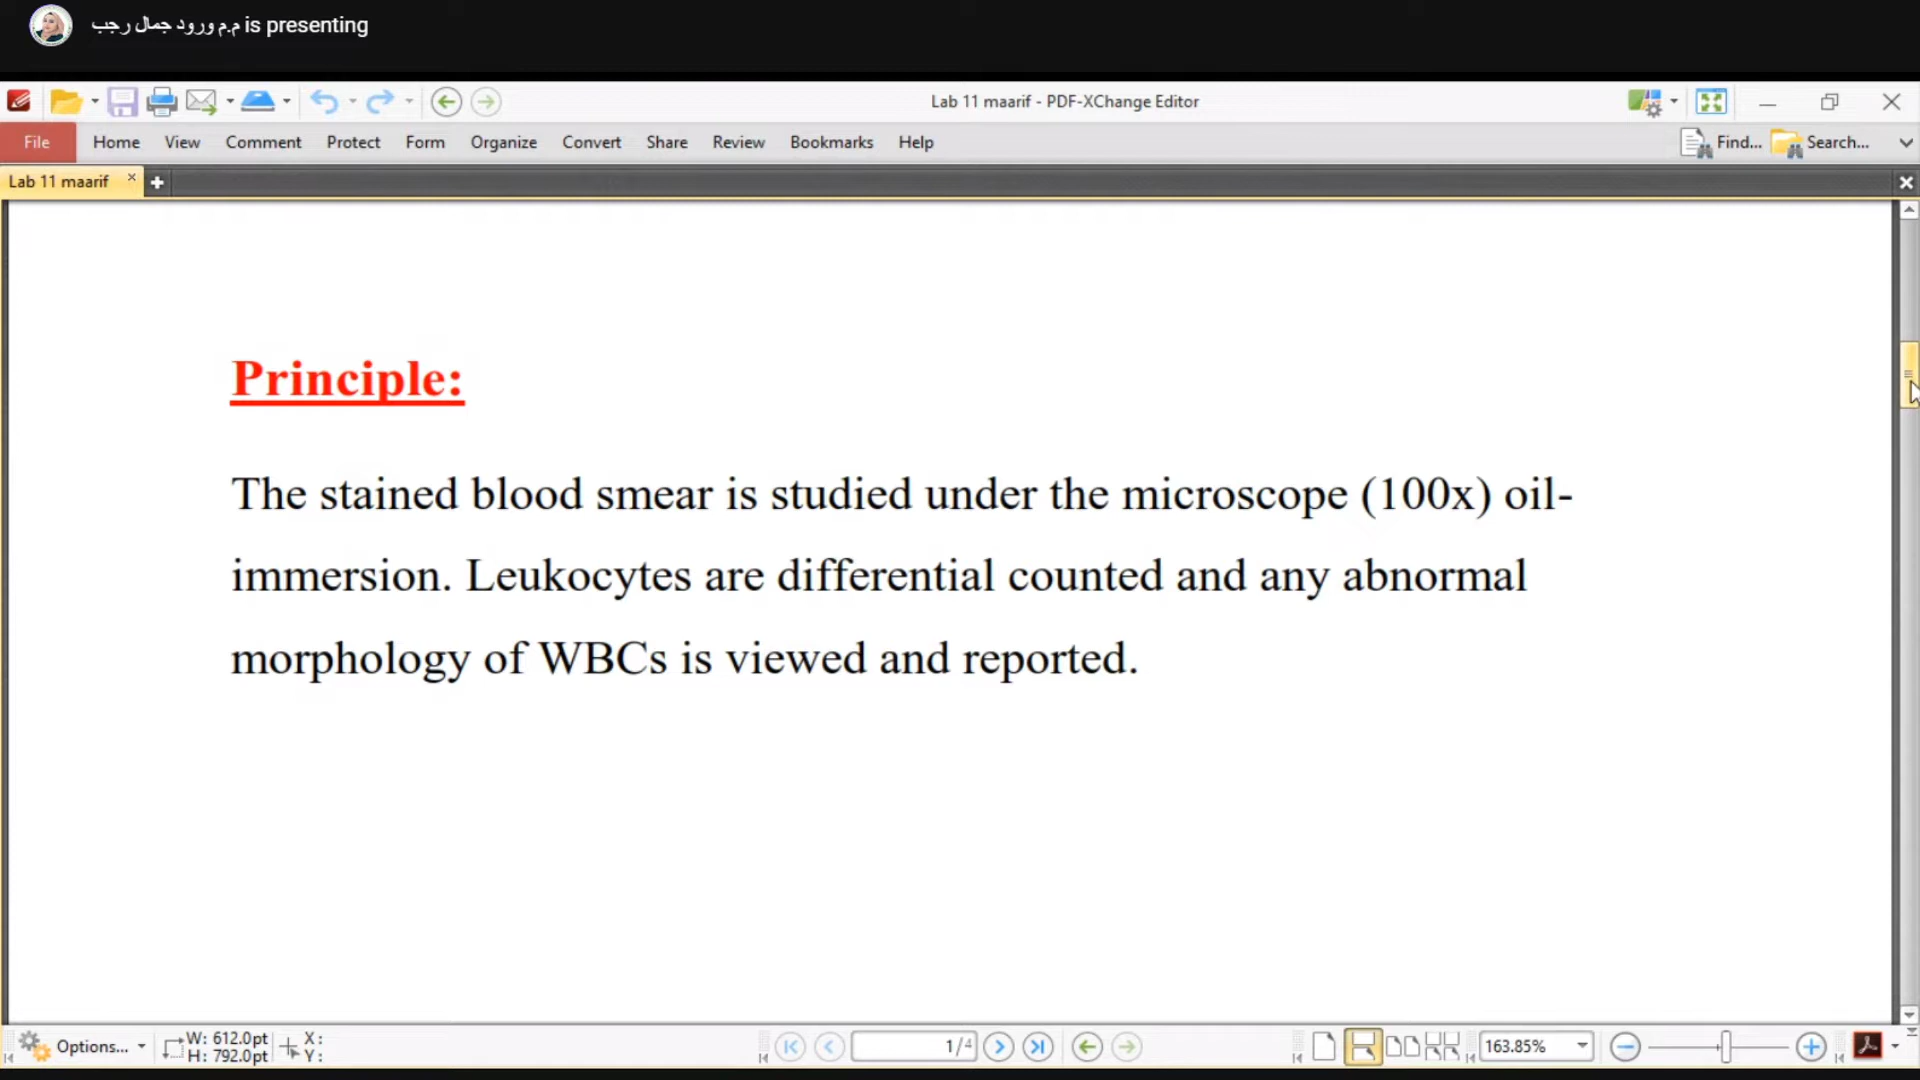 م.م ورود جمال رجب is presenting
Lab 11 maarif - PDF-XChange Editor
File Home View Comment Protect Form Organize Convert Share Review Bookmarks Help Find... Search...
Lab 11 maarif
Principle:
The stained blood smear is studied under the microscope (100x) oil-
immersion. Leukocytes are differential counted and any abnormal
morphology of WBCs is viewed and reported.
Options... W: 612.0pt X: 1/4 163.85%
H: 792.0pt Y: